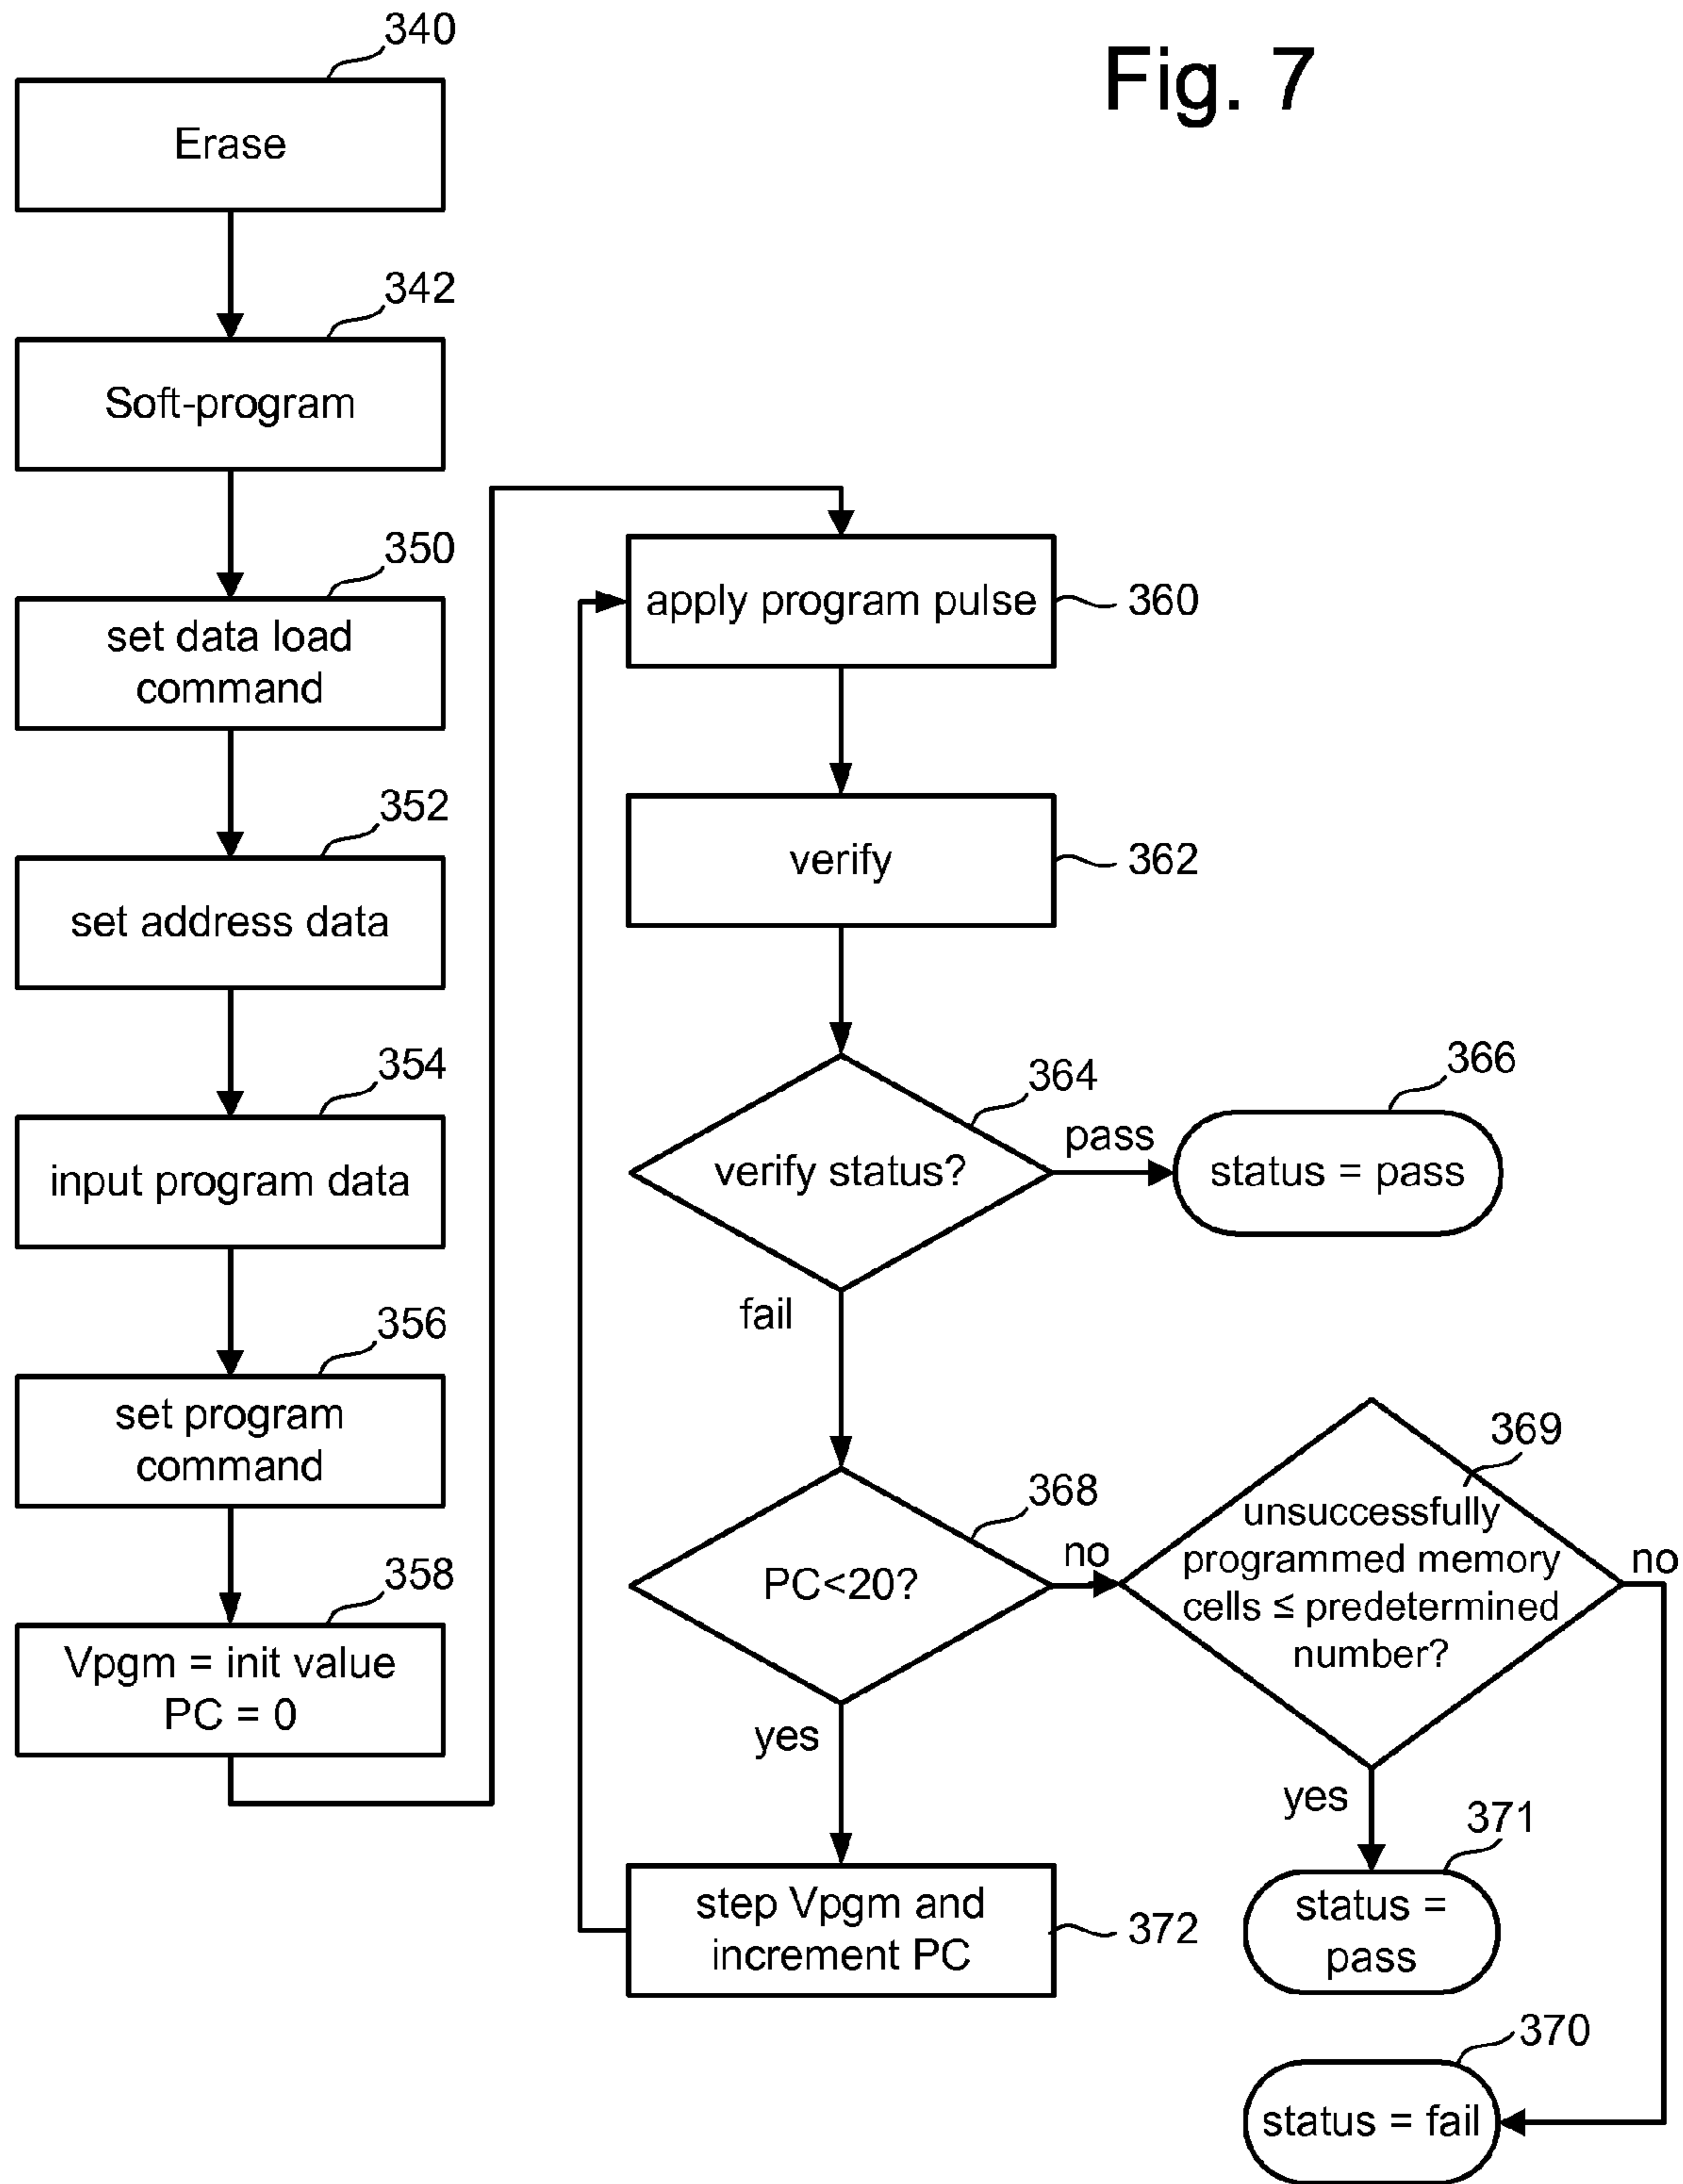 Fig. 7
340
Erase
342
Soft-program
350
set data load
command
352
set address data
354
input program data
356
set program
command
358
Vpgm = init value
PC = 0
apply program pulse
360
verify
362
364
verify status?
pass
366
status = pass
fail
368
PC<20?
no
369
unsuccessfully
programmed memory
cells ≤ predetermined
number?
no
yes
yes
371
status =
pass
step Vpgm and
increment PC
372
370
status = fail